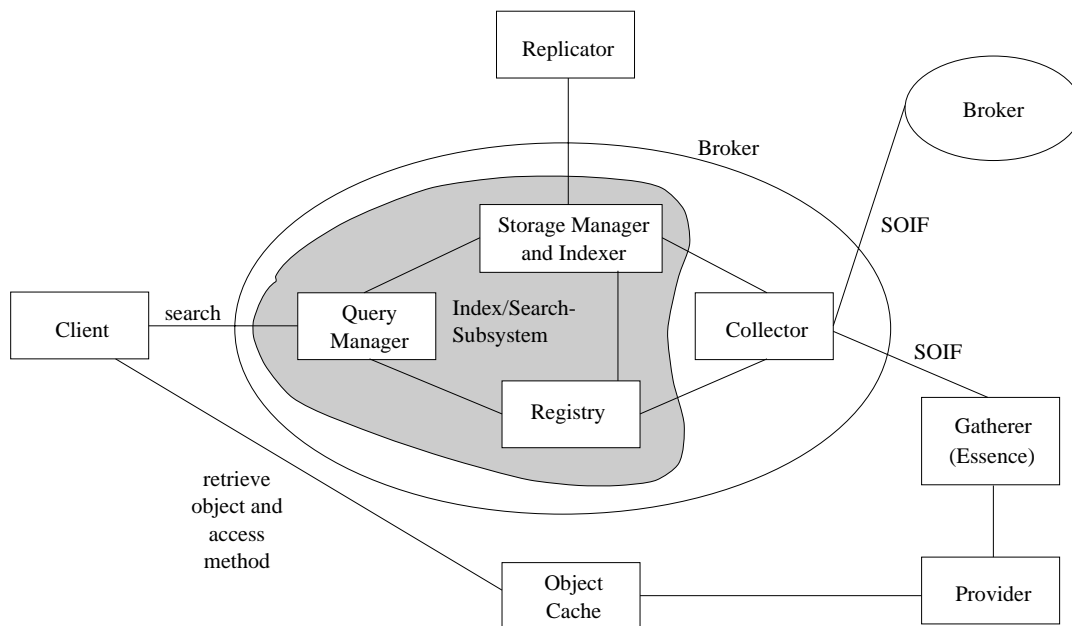 Replicator
Broker
Broker
Storage Manager
and Indexer
SOIF
search
Client
Query
Manager
Index/Search-
Subsystem
Collector
SOIF
Registry
Gatherer
(Essence)
retrieve
object and
access
method
Object
Cache
Provider